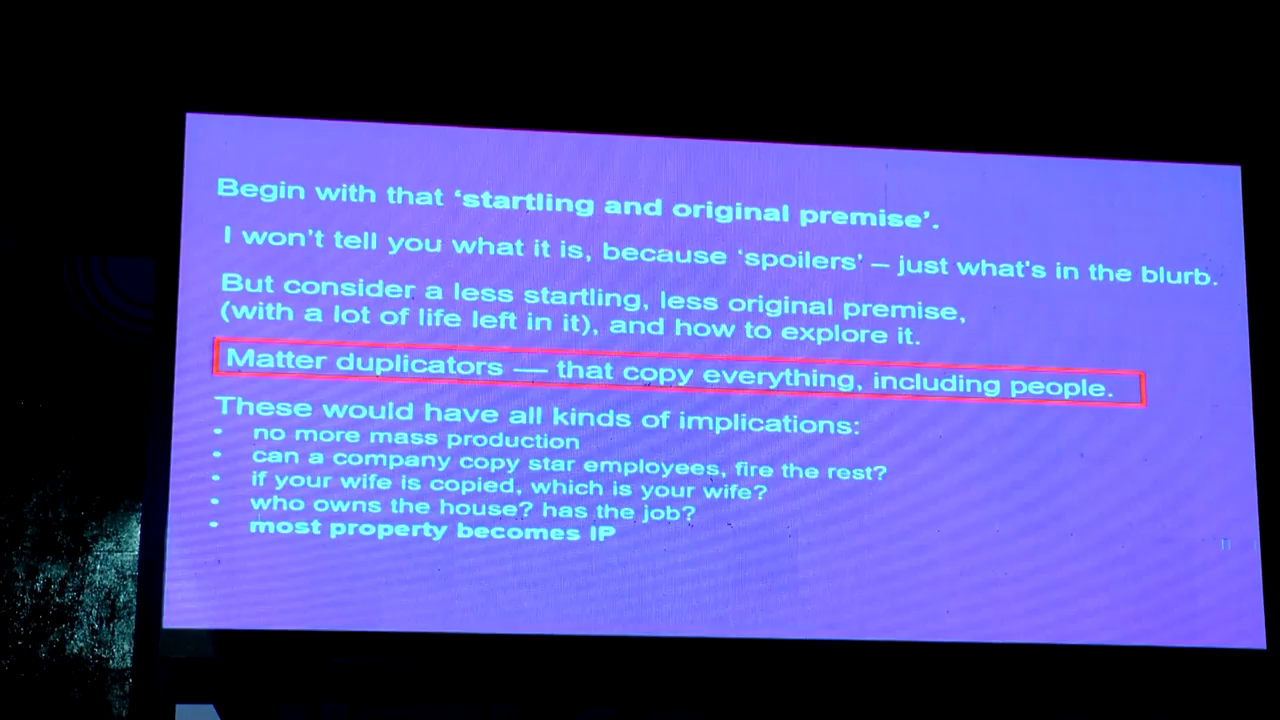 Begin with that ‘startling and original premise’.
I won't tell you what it is, because ‘spoilers’ – just what's in the blurb.
But consider a less startling, less original premise,
(with a lot of life left in it), and how to explore it.
Matter duplicators — that copy everything, including people.
These would have all kinds of implications:
• no more mass production
• can a company copy star employees, fire the rest?
• if your wife is copied, which is your wife?
• who owns the house? has the job?
• most property becomes IP